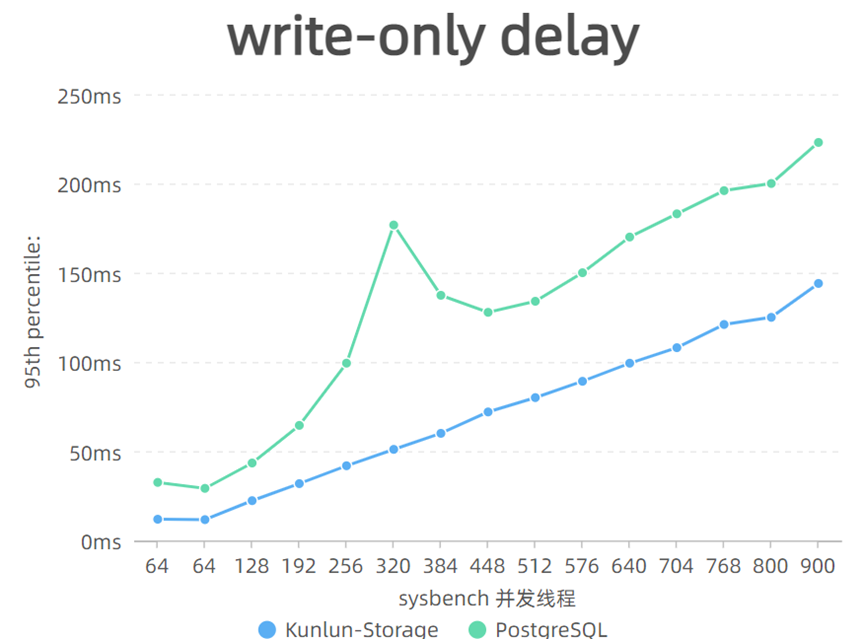 write-only delay
250ms
200ms
150ms
100ms
50ms
0ms
95th percentile:
64 64 128 192 256 320 384 448 512 576 640 704 768 800 900
sysbench 并发线程
Kunlun-Storage PostgreSQL